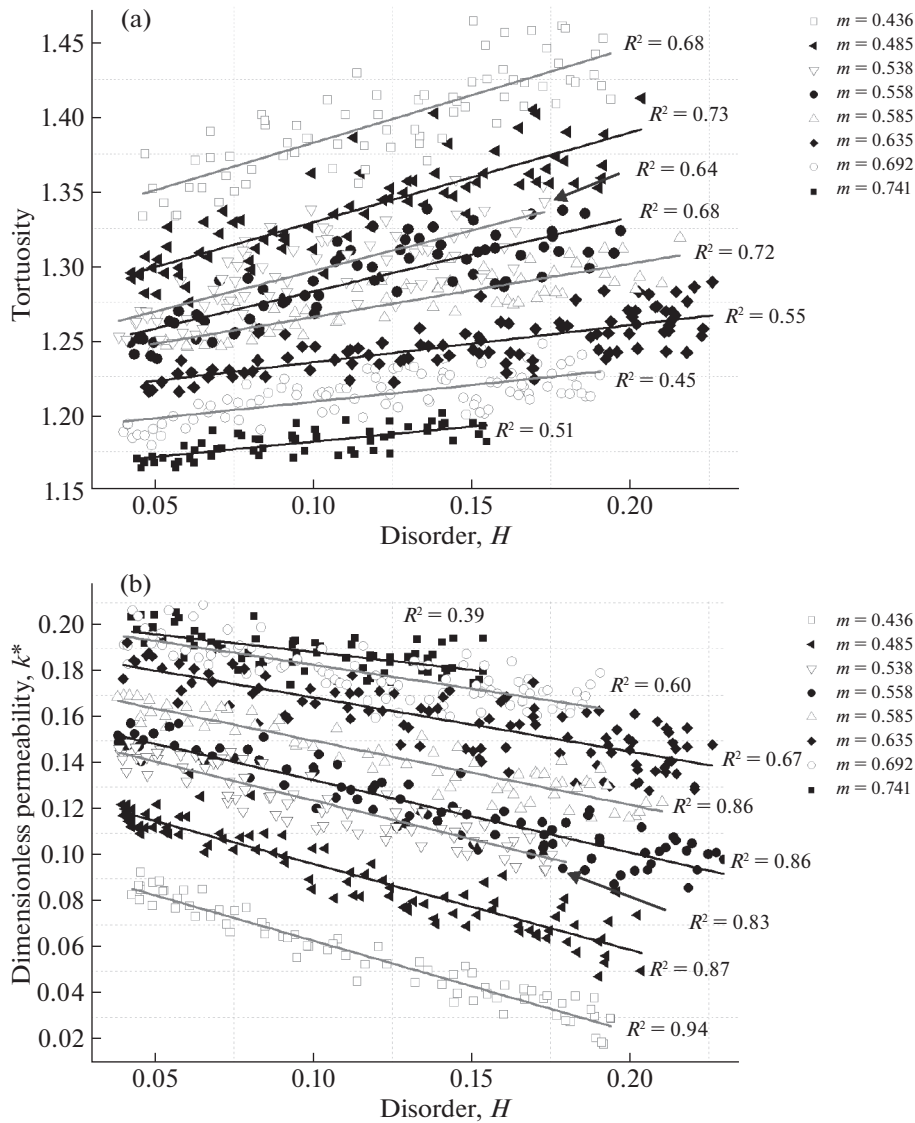 (a)
1.45
1.40
1.35
1.30
1.25
1.20
1.15
Tortuosity
R² = 0.68
R² = 0.73
R² = 0.64
R² = 0.68
R² = 0.72
R² = 0.55
R² = 0.45
R² = 0.51
0.05 0.10 0.15 0.20
Disorder, H
m = 0.436
m = 0.485
m = 0.538
m = 0.558
m = 0.585
m = 0.635
m = 0.692
m = 0.741
(b)
0.20
0.18
0.16
0.14
0.12
0.10
0.08
0.06
0.04
0.02
Dimensionless permeability, k*
R² = 0.39
R² = 0.60
R² = 0.67
R² = 0.86
R² = 0.86
R² = 0.83
R² = 0.87
R² = 0.94
0.05 0.10 0.15 0.20
Disorder, H
m = 0.436
m = 0.485
m = 0.538
m = 0.558
m = 0.585
m = 0.635
m = 0.692
m = 0.741